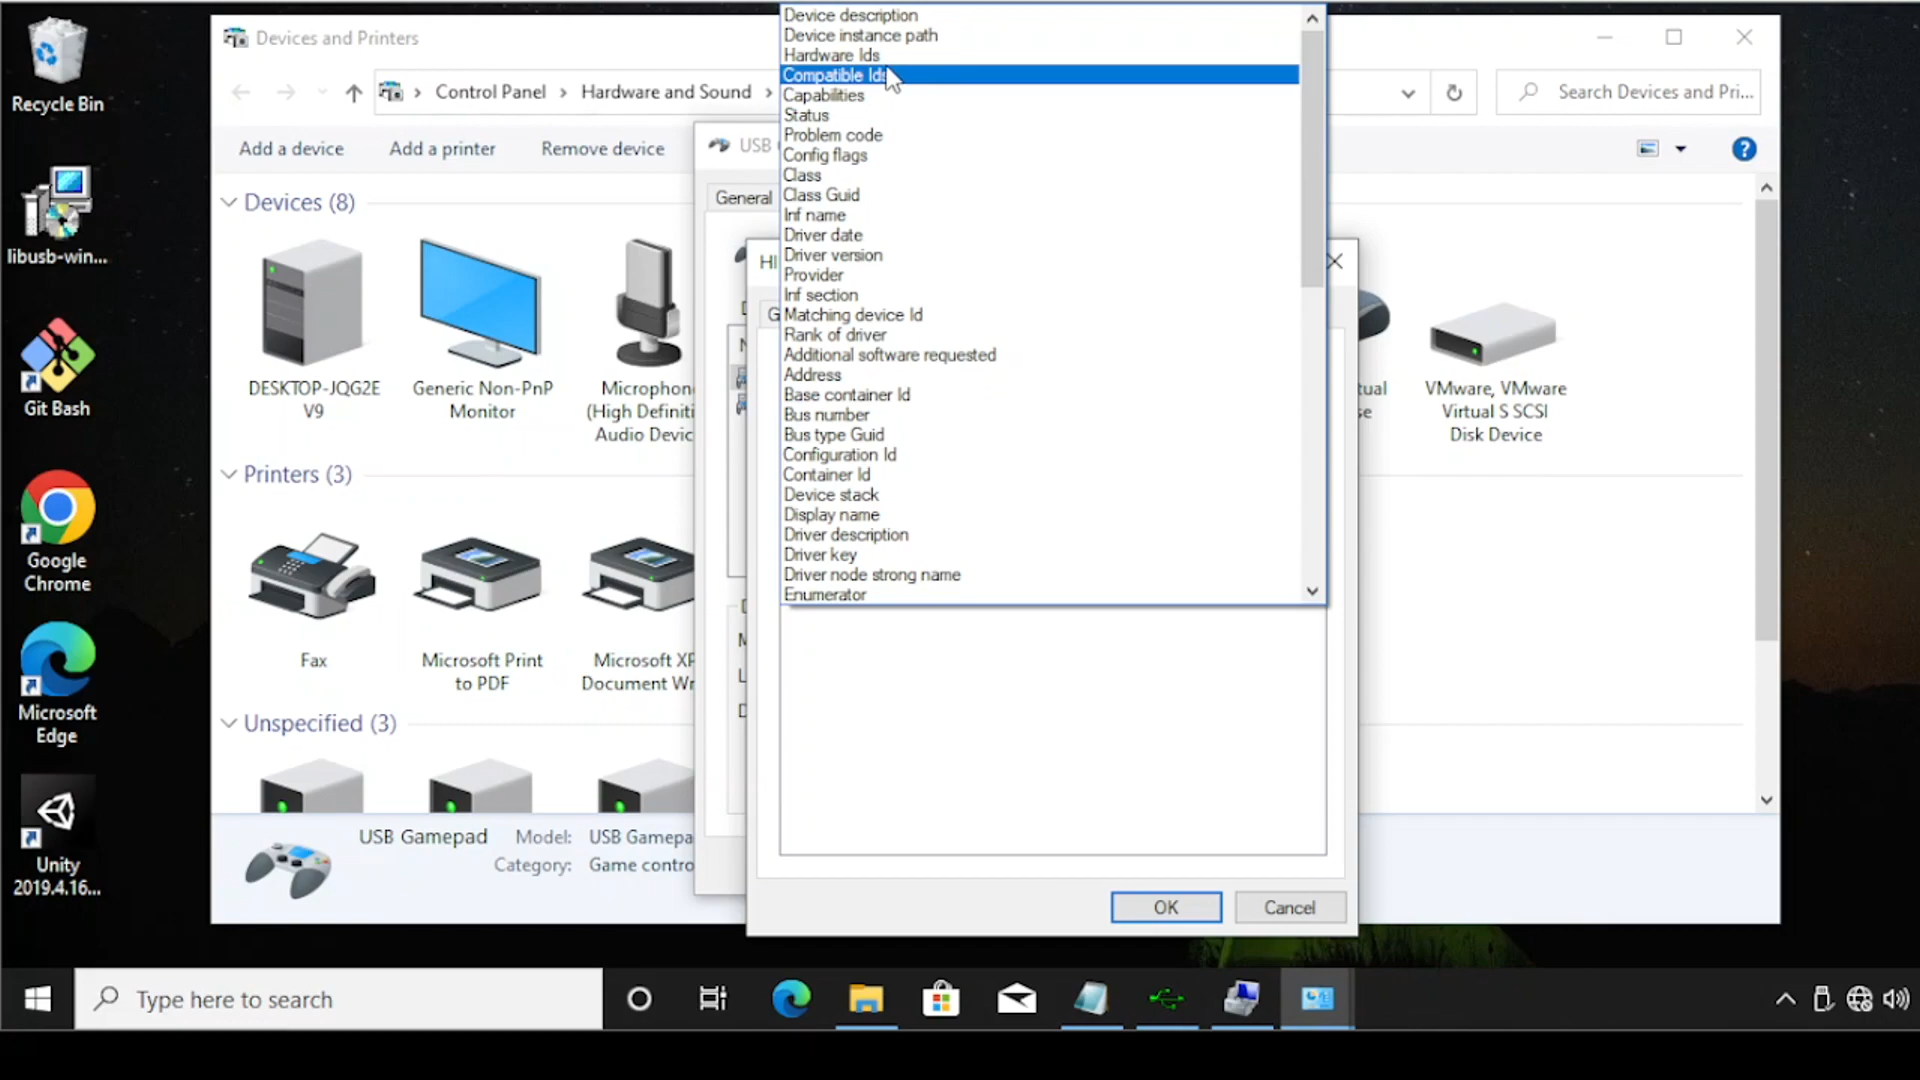 Recycle Bin
libusb-win...
Git Bash
Google
Chrome
Microsoft
Edge
Unity
2019.4.16...
Devices and Printers
Control Panel
Hardware and Sound
Search Devices and Pri...
Add a device
Add a printer
Remove device
Devices (8)
DESKTOP-JQG2E
V9
Generic Non-PnP
Monitor
Microphon
(High Definiti
Audio Devic
VMware, VMware
Virtual S SCSI
Disk Device
Printers (3)
Fax
Microsoft Print
to PDF
Microsoft XP
Document Wr
Unspecified (3)
USB Gamepad
Model:
USB Gamepa
Category:
Game contro
USB
General
HI
G
Device description
Device instance path
Hardware Ids
Compatible Ids
Capabilities
Status
Problem code
Config flags
Class
Class Guid
Inf name
Driver date
Driver version
Provider
Inf section
Matching device Id
Rank of driver
Additional software requested
Address
Base container Id
Bus number
Bus type Guid
Configuration Id
Container Id
Device stack
Display name
Driver description
Driver key
Driver node strong name
Enumerator
OK
Cancel
Type here to search